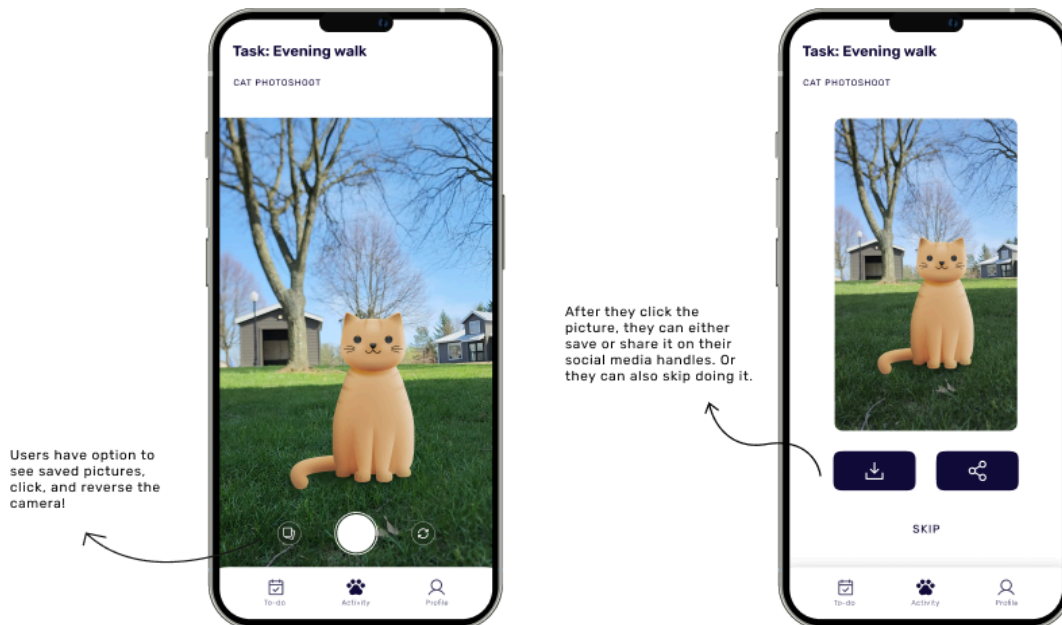 Task: Evening walk
CAT PHOTOSHOOT
Users have option to
see saved pictures,
click, and reverse the
camera!
To-do
Activity
Profile
Task: Evening walk
CAT PHOTOSHOOT
After they click the
picture, they can either
save or share it on their
social media handles. Or
they can also skip doing it.
SKIP
To-do
Activity
Profile